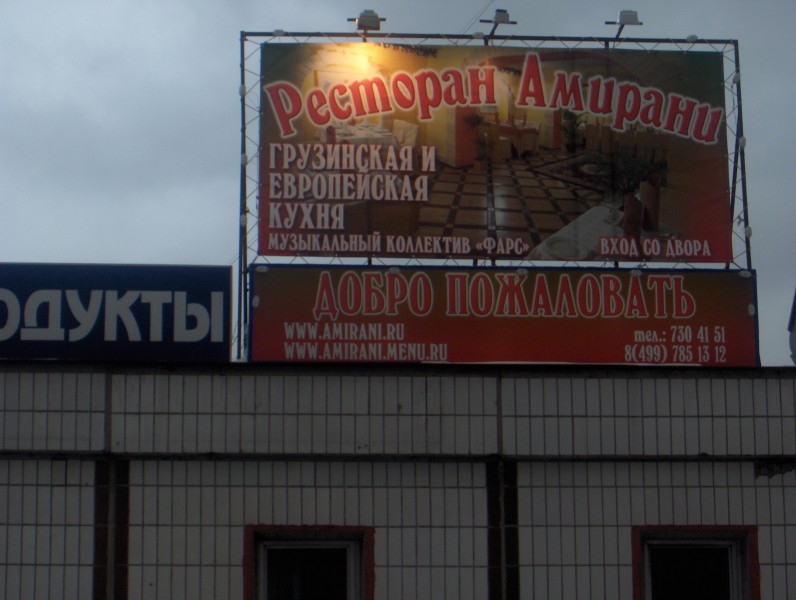 Ресторан Амирани
ГРУЗИНСКАЯ И
ЕВРОПЕЙСКАЯ
КУХНЯ
МУЗЫКАЛЬНЫЙ КОЛЛЕКТИВ «ФАРС» ВХОД СО ДВОРА
ОДУКТЫ
ДОБРО ПОЖАЛОВАТЬ
WWW.AMIRANI.RU тел.: 730 41 51
WWW.AMIRANI.MENU.RU 8(499) 785 13 12